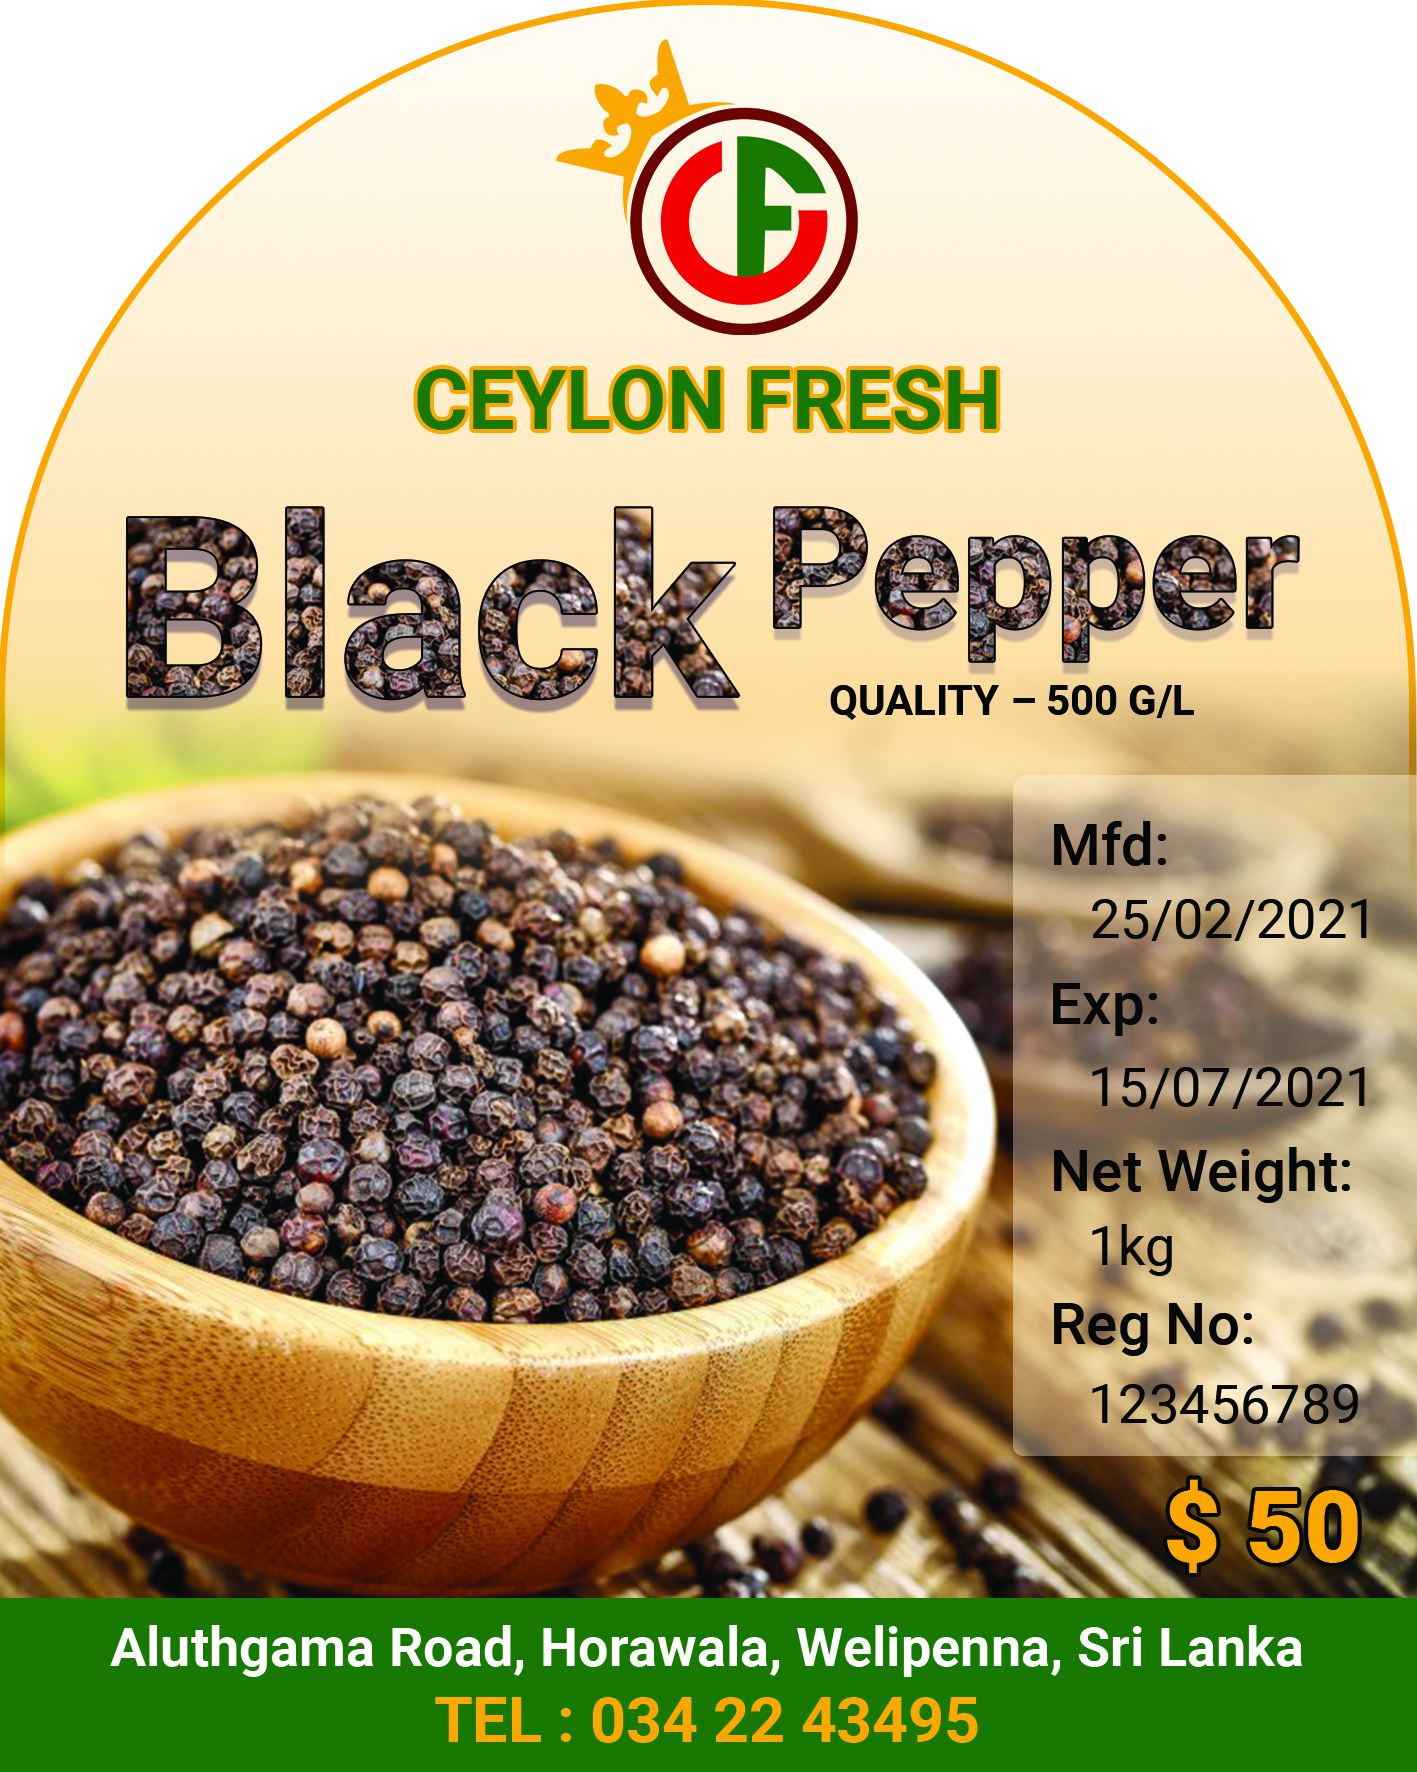 CF
CEYLON FRESH
Black Pepper
QUALITY – 500 G/L
Mfd:
25/02/2021
Exp:
15/07/2021
Net Weight:
1kg
Reg No:
123456789
$ 50
Aluthgama Road, Horawala, Welipenna, Sri Lanka
TEL : 034 22 43495